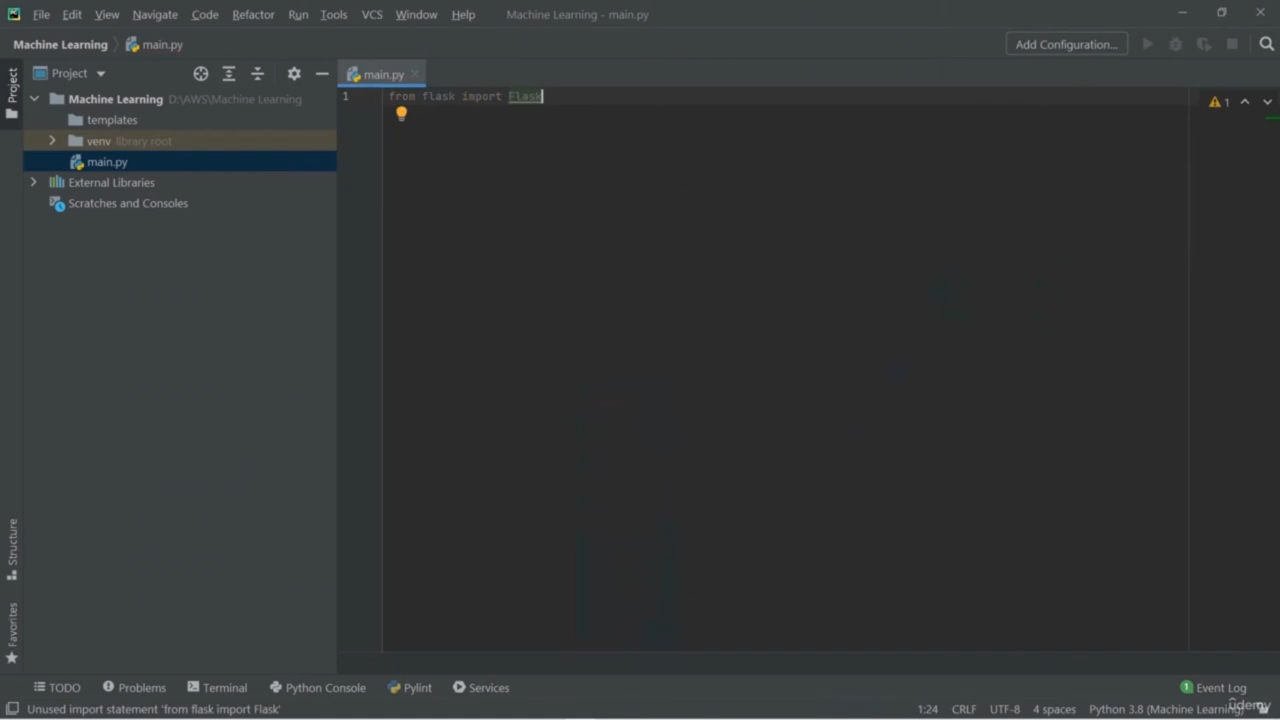 File Edit View Navigate Code Refactor Run Tools VCS Window Help Machine Learning - main.py
Machine Learning main.py Add Configuration...
Project main.py
1 from flask import Flask
1
Machine Learning D:\AWS\Machine Learning
templates
venv library root
main.py
External Libraries
Scratches and Consoles
Project
Structure
Favorites
TODO Problems Terminal Python Console Pylint Services 1 Event Log
Unused import statement 'from flask import Flask' 1:24 CRLF UTF-8 4 spaces Python 3.8 (Machine Learning)
udemy